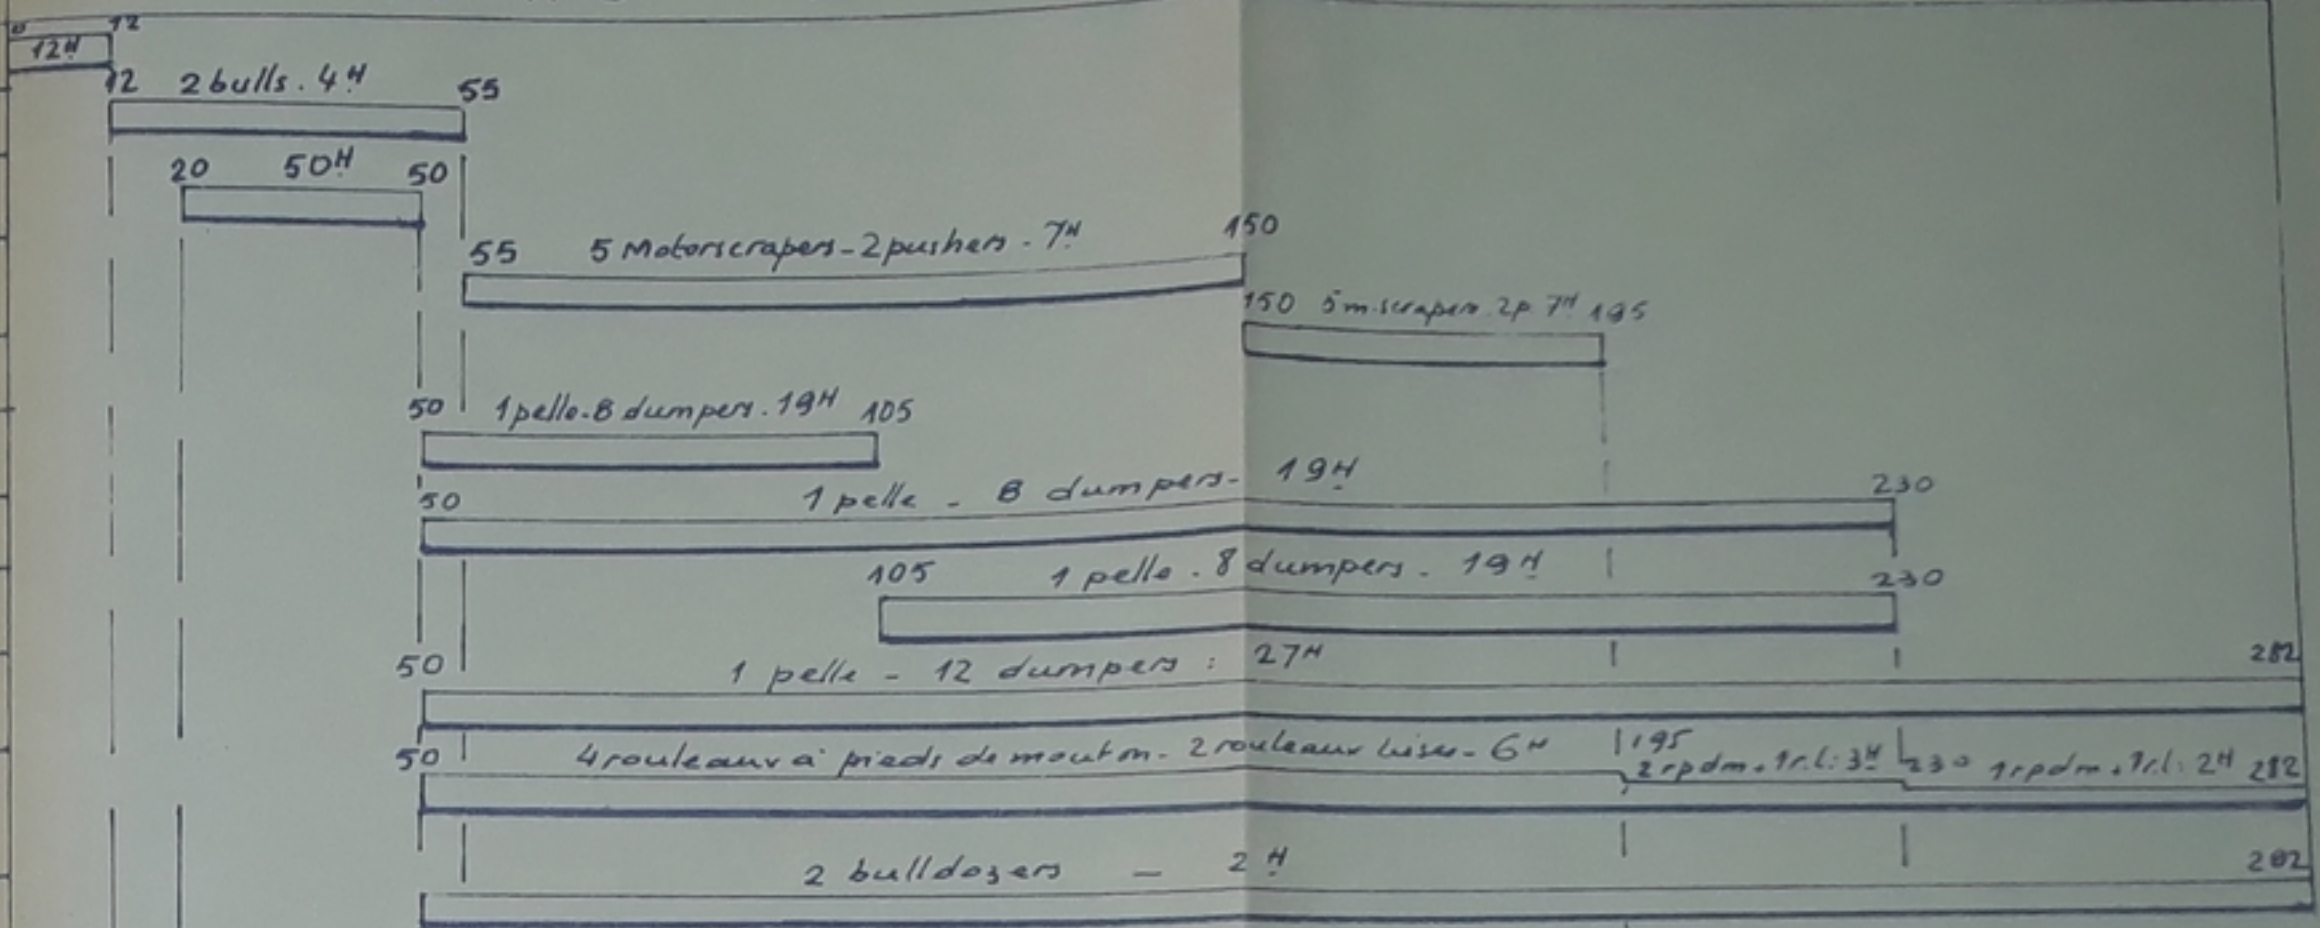 0 12
12H
12 2 bulls. 4H 55
20 50H 50
55 5 Motorscrapers - 2 pushers. 7H 150
150 5 m.scrapers. 2p. 7H 195
50 1 pelle. 8 dumpers. 19H 105
50 1 pelle - 8 dumpers - 19H 230
105 1 pelle. 8 dumpers. 19H 230
50 1 pelle - 12 dumpers: 27H 282
50 4 rouleaux à pieds de mouton - 2 rouleaux lisses - 6H 195
2 rpdm + 1 r.l: 3H 230 1 rpdm + 1 r.l: 2H 282
2 bulldozers - 2H 282